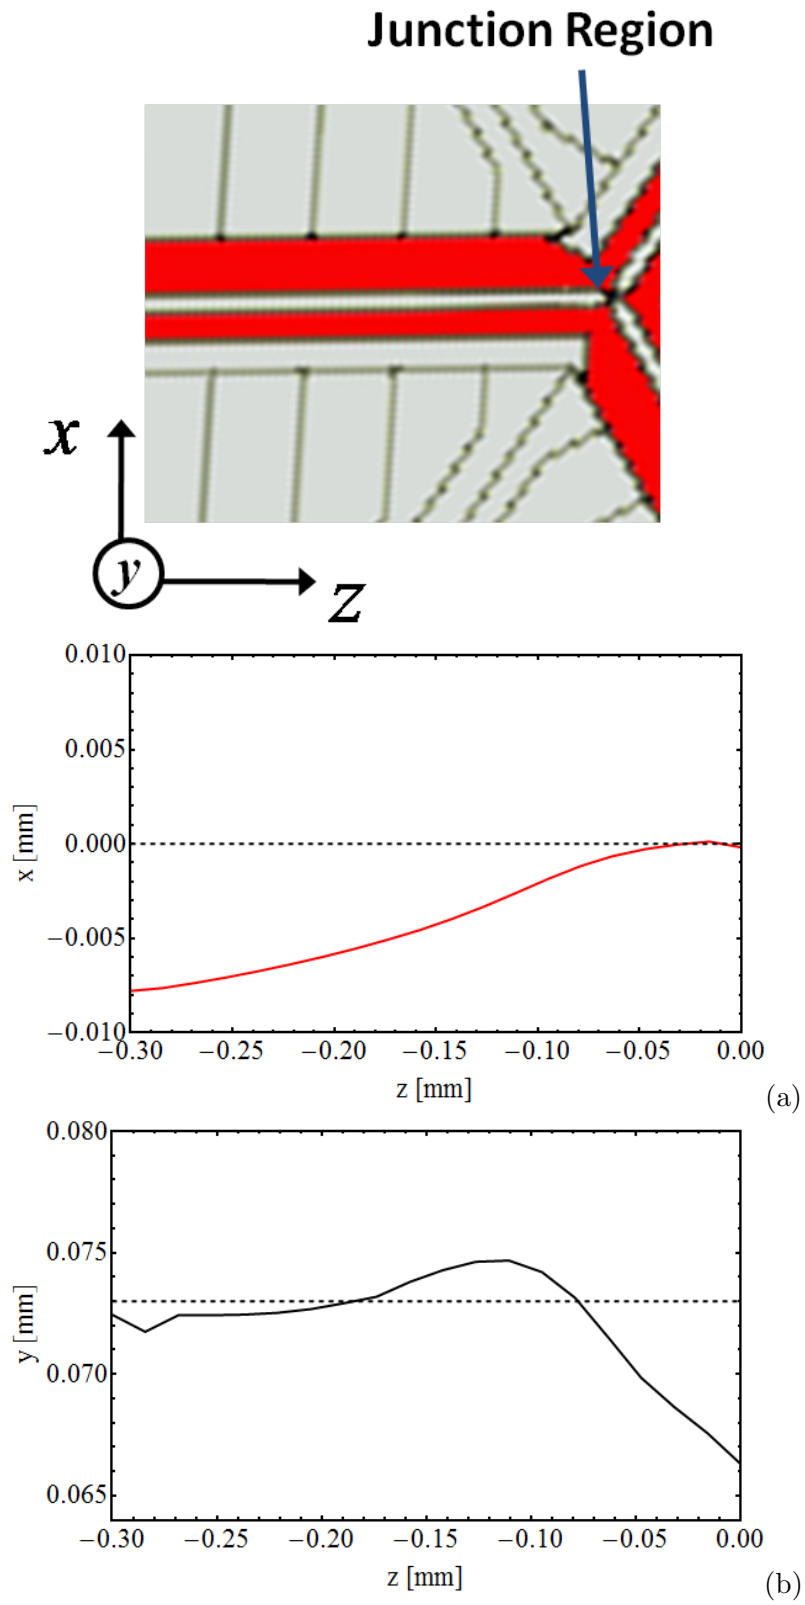 Junction Region
x
y
z
0.010
0.005
0.000
−0.005
−0.010
x [mm]
−0.30 −0.25 −0.20 −0.15 −0.10 −0.05 0.00
z [mm]
(a)
0.080
0.075
0.070
0.065
y [mm]
−0.30 −0.25 −0.20 −0.15 −0.10 −0.05 0.00
z [mm]
(b)